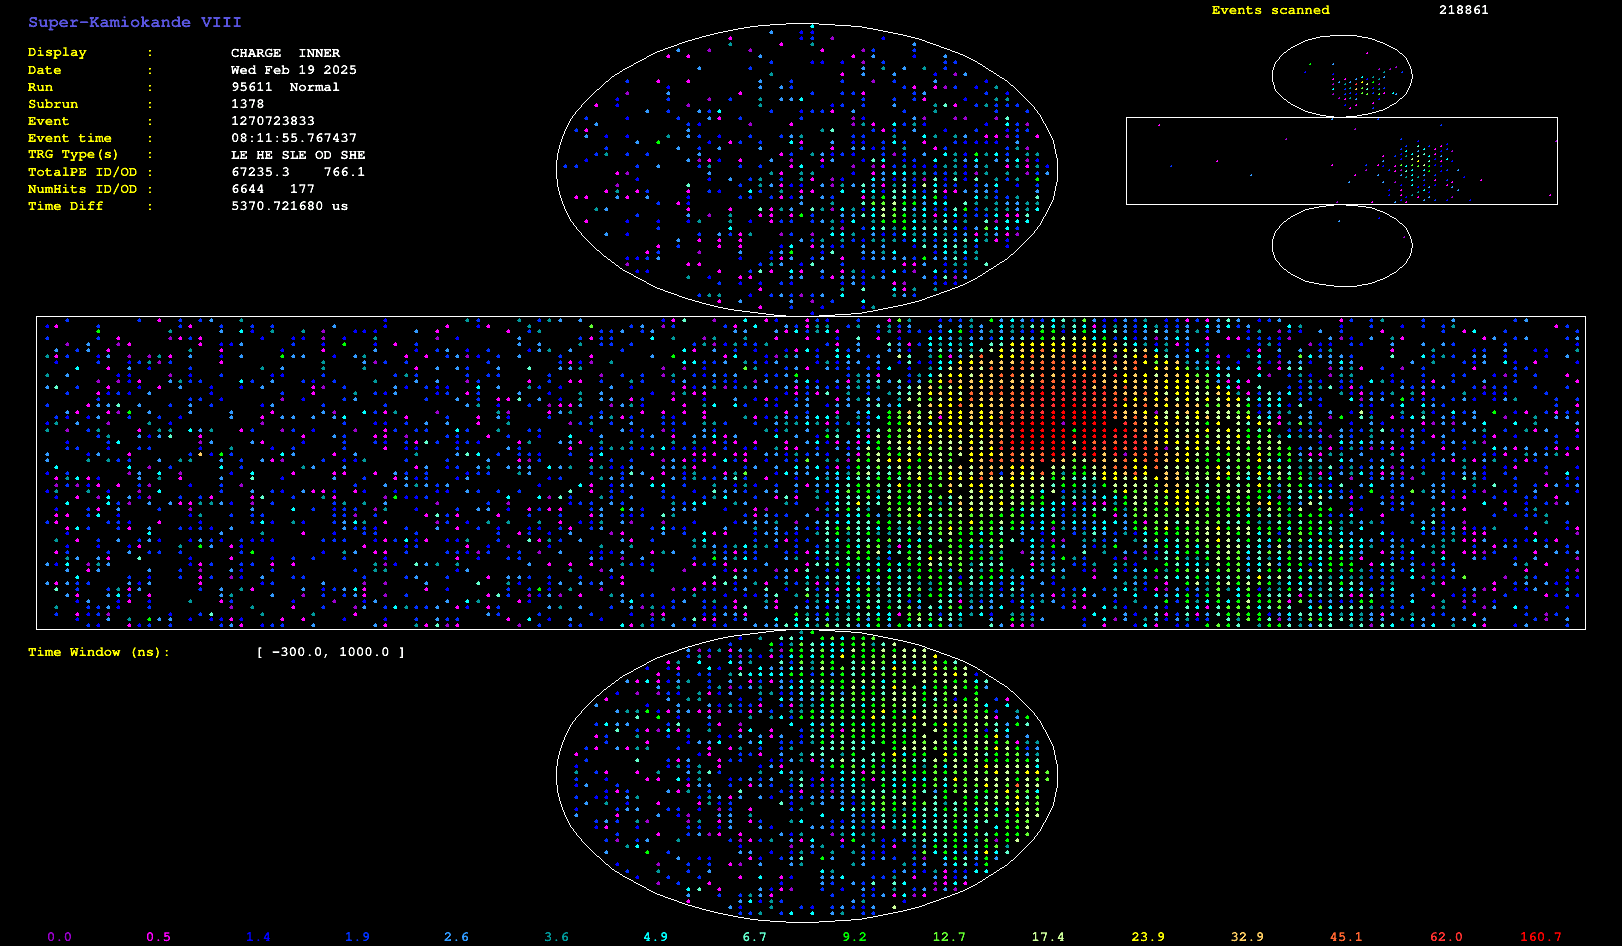 Super-Kamiokande VIII
Events scanned 218861
Display : CHARGE INNER
Date : Wed Feb 19 2025
Run : 95611 Normal
Subrun : 1378
Event : 1270723833
Event time : 08:11:55.767437
TRG Type(s) : LE HE SLE OD SHE
TotalPE ID/OD : 67235.3 766.1
NumHits ID/OD : 6644 177
Time Diff : 5370.721680 us
Time Window (ns): [ -300.0, 1000.0 ]
0.0 0.5 1.4 1.9 2.6 3.6 4.9 6.7 9.2 12.7 17.4 23.9 32.9 45.1 62.0 160.7